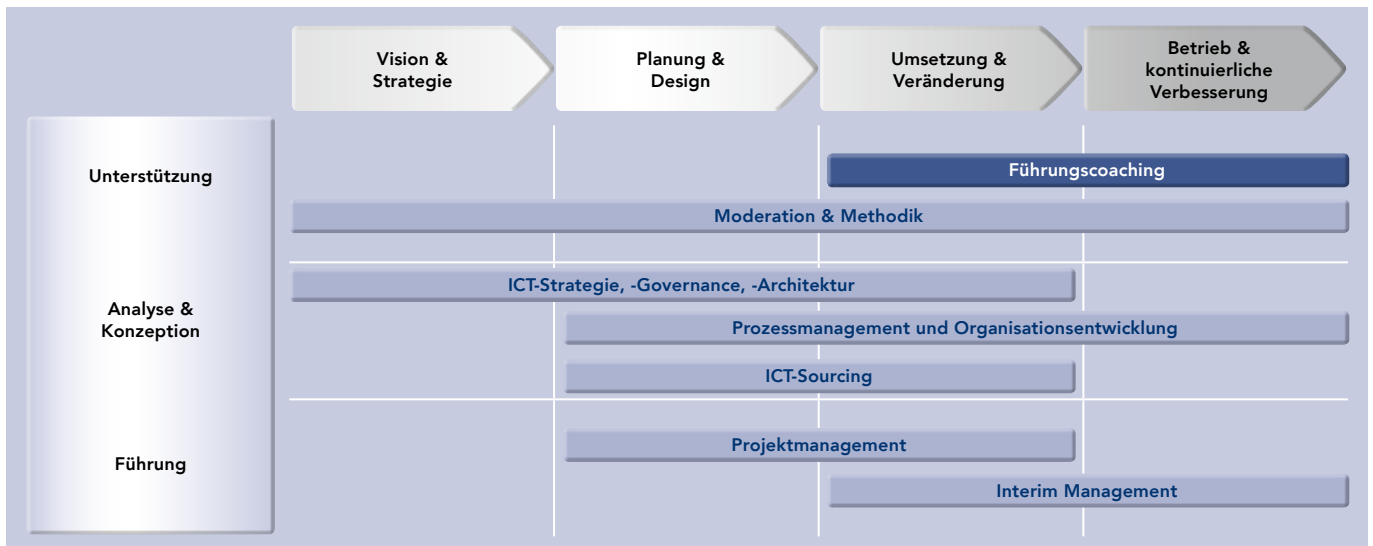 Vision &
Strategie
Planung &
Design
Umsetzung &
Veränderung
Betrieb &
kontinuierliche
Verbesserung
Unterstützung
Führungscoaching
Moderation & Methodik
Analyse &
Konzeption
ICT-Strategie, -Governance, -Architektur
Prozessmanagement und Organisationsentwicklung
ICT-Sourcing
Führung
Projektmanagement
Interim Management